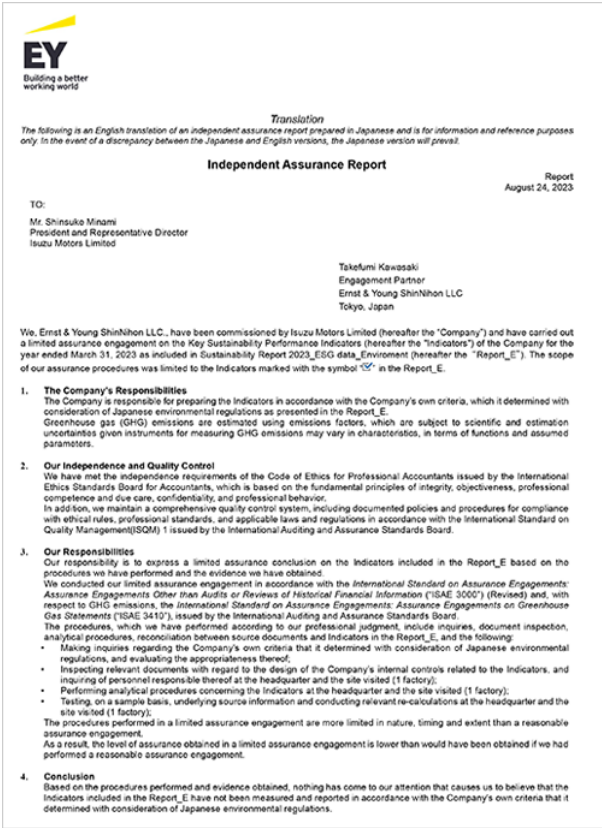 EY
Building a better
working world
Translation
The following is an English translation of an independent assurance report prepared in Japanese and is for information and reference purposes
only. In the event of a discrepancy between the Japanese and English versions, the Japanese version will prevail.
Independent Assurance Report
Report
August 24, 2023
TO:
Mr. Shinsuke Minami
President and Representative Director
Isuzu Motors Limited
Takefumi Kawasaki
Engagement Partner
Ernst & Young ShinNihon LLC
Tokyo, Japan
We, Ernst & Young ShinNihon LLC., have been commissioned by Isuzu Motors Limited (hereafter the "Company") and have carried out
a limited assurance engagement on the Key Sustainability Performance Indicators (hereafter the "Indicators") of the Company for the
year ended March 31, 2023 as included in Sustainability Report 2023_ESG data_Enviroment (hereafter the "Report_E"). The scope
of our assurance procedures was limited to the Indicators marked with the symbol "☑" in the Report_E.
1. The Company's Responsibilities
The Company is responsible for preparing the Indicators in accordance with the Company's own criteria, which it determined with
consideration of Japanese environmental regulations as presented in the Report_E.
Greenhouse gas (GHG) emissions are estimated using emissions factors, which are subject to scientific and estimation
uncertainties given instruments for measuring GHG emissions may vary in characteristics, in terms of functions and assumed
parameters.
2. Our Independence and Quality Control
We have met the independence requirements of the Code of Ethics for Professional Accountants issued by the International
Ethics Standards Board for Accountants, which is based on the fundamental principles of integrity, objectiveness, professional
competence and due care, confidentiality, and professional behavior.
In addition, we maintain a comprehensive quality control system, including documented policies and procedures for compliance
with ethical rules, professional standards, and applicable laws and regulations in accordance with the International Standard on
Quality Management(ISQM) 1 issued by the International Auditing and Assurance Standards Board.
3. Our Responsibilities
Our responsibility is to express a limited assurance conclusion on the Indicators included in the Report_E based on the
procedures we have performed and the evidence we have obtained.
We conducted our limited assurance engagement in accordance with the International Standard on Assurance Engagements:
Assurance Engagements Other than Audits or Reviews of Historical Financial Information ("ISAE 3000") (Revised) and, with
respect to GHG emissions, the International Standard on Assurance Engagements: Assurance Engagements on Greenhouse
Gas Statements ("ISAE 3410"), issued by the International Auditing and Assurance Standards Board.
The procedures, which we have performed according to our professional judgment, include inquiries, document inspection,
analytical procedures, reconciliation between source documents and Indicators in the Report_E, and the following:
• Making inquiries regarding the Company's own criteria that it determined with consideration of Japanese environmental
regulations, and evaluating the appropriateness thereof;
• Inspecting relevant documents with regard to the design of the Company's internal controls related to the Indicators, and
inquiring of personnel responsible thereof at the headquarter and the site visited (1 factory);
• Performing analytical procedures concerning the Indicators at the headquarter and the site visited (1 factory);
• Testing, on a sample basis, underlying source information and conducting relevant re-calculations at the headquarter and the
site visited (1 factory);
The procedures performed in a limited assurance engagement are more limited in nature, timing and extent than a reasonable
assurance engagement.
As a result, the level of assurance obtained in a limited assurance engagement is lower than would have been obtained if we had
performed a reasonable assurance engagement.
4. Conclusion
Based on the procedures performed and evidence obtained, nothing has come to our attention that causes us to believe that the
Indicators included in the Report_E have not been measured and reported in accordance with the Company's own criteria that it
determined with consideration of Japanese environmental regulations.